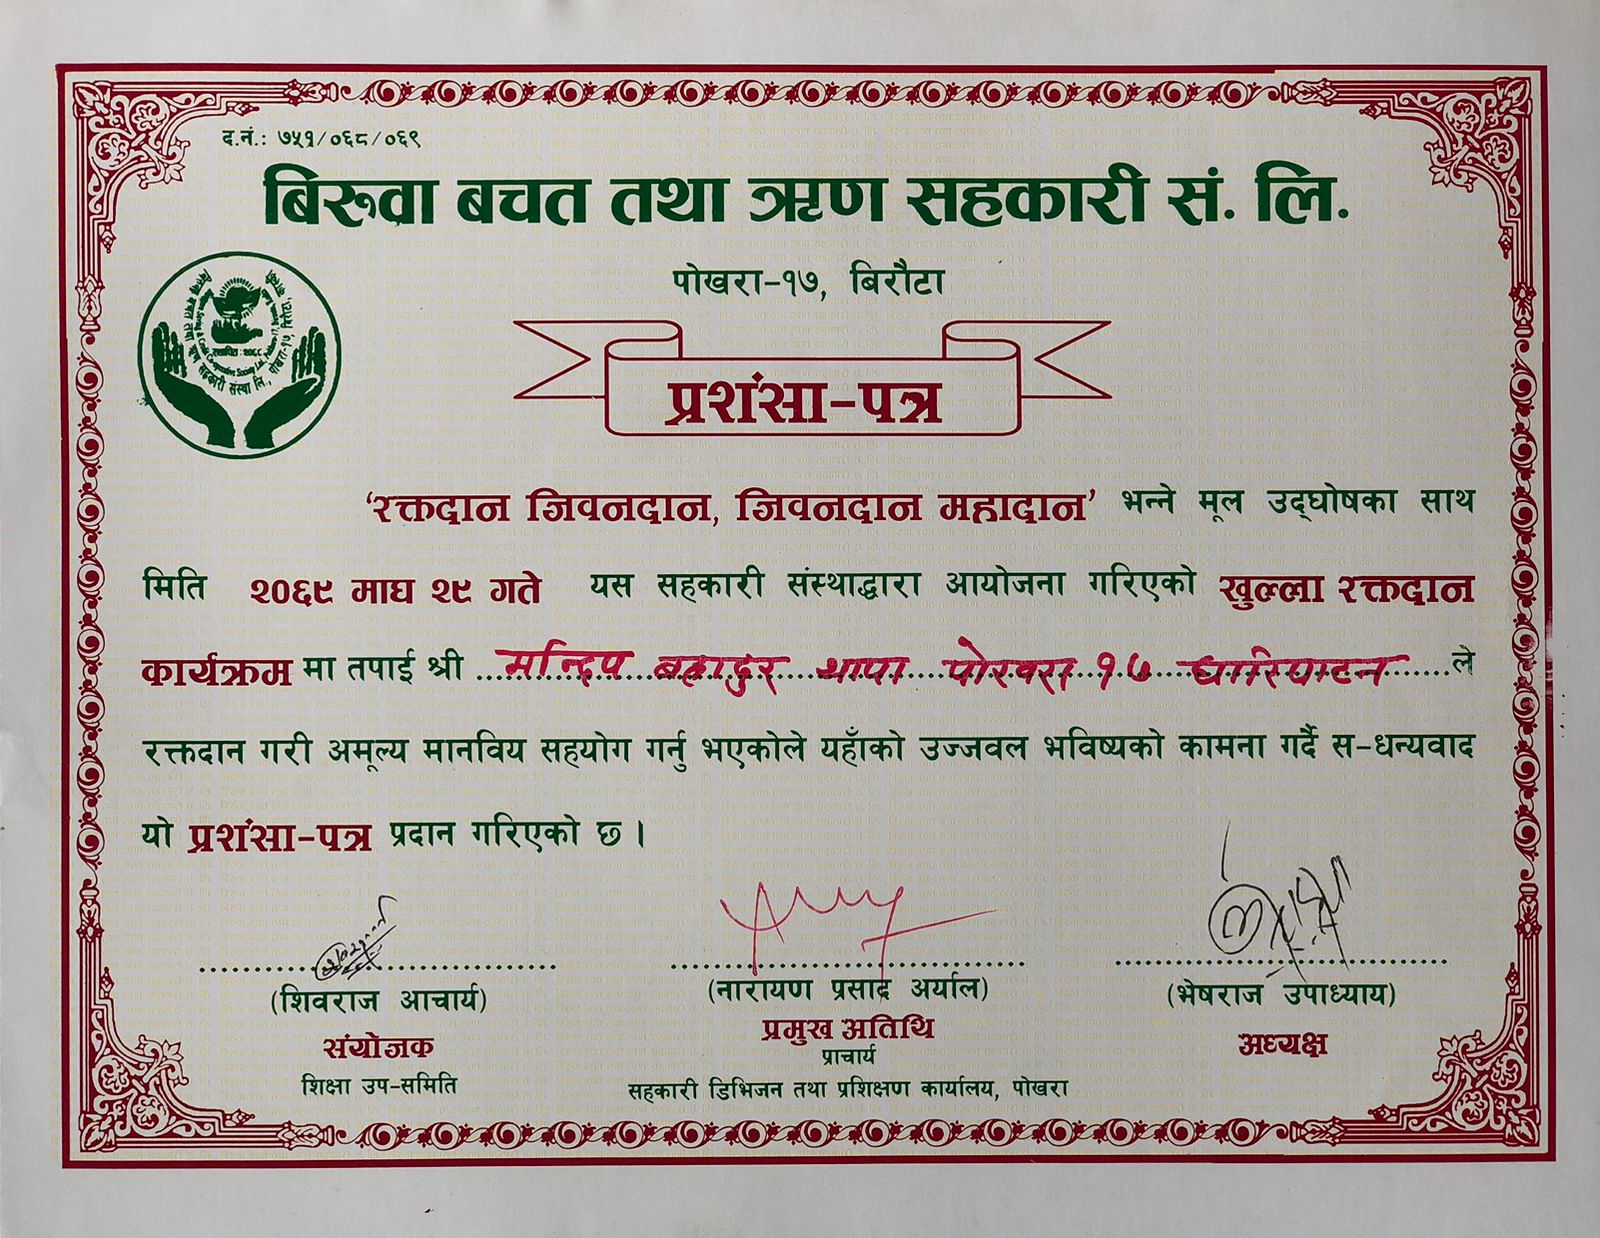 द.नं.: ७५१/०६८/०६९
बिरुवा बचत तथा ऋण सहकारी सं. लि.
पोखरा-१७, बिरौटा
प्रशंसा-पत्र
‘रक्तदान जिवनदान, जिवनदान महादान’ भन्ने मूल उद्घोषका साथ
मिति २०६९ माघ २९ गते यस सहकारी संस्थाद्धारा आयोजना गरिएको खुल्ला रक्तदान
कार्यक्रम मा तपाई श्री मन्दिप बहादुर थापा पोखरा १७ धारिपाटन ले
रक्तदान गरी अमूल्य मानविय सहयोग गर्नु भएकोले यहाँको उज्जवल भविष्यको कामना गर्दै स-धन्यवाद
यो प्रशंसा-पत्र प्रदान गरिएको छ ।
(शिवराज आचार्य)
संयोजक
शिक्षा उप-समिति
(नारायण प्रसाद अर्याल)
प्रमुख अतिथि
प्राचार्य
सहकारी डिभिजन तथा प्रशिक्षण कार्यालय, पोखरा
(भेषराज उपाध्याय)
अध्यक्ष